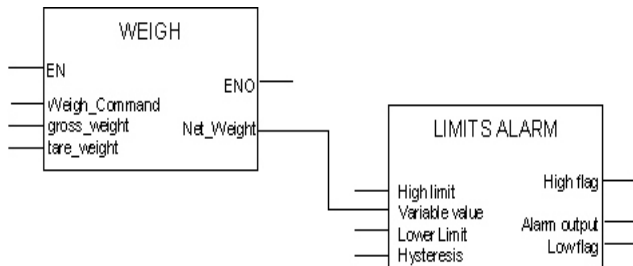 WEIGH
EN
ENO
Weigh_Command
gross_weight
Net_Weight
tare_weight
LIMITS ALARM
High limit
High flag
Variable value
Lower Limit
Alarm output
Hysteresis
Lowflag